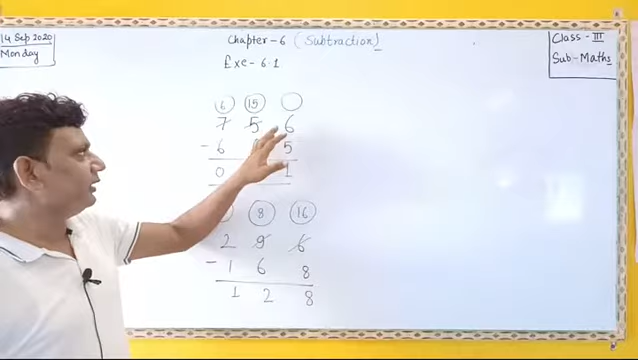 14 Sep 2020
Monday
Chapter-6 (Subtraction)
Class - III
Exe - 6.1
Sub-Maths
6 15
7 5 6
- 6 5
0 1
8 16
2 9 6
- 1 6 8
1 2 8